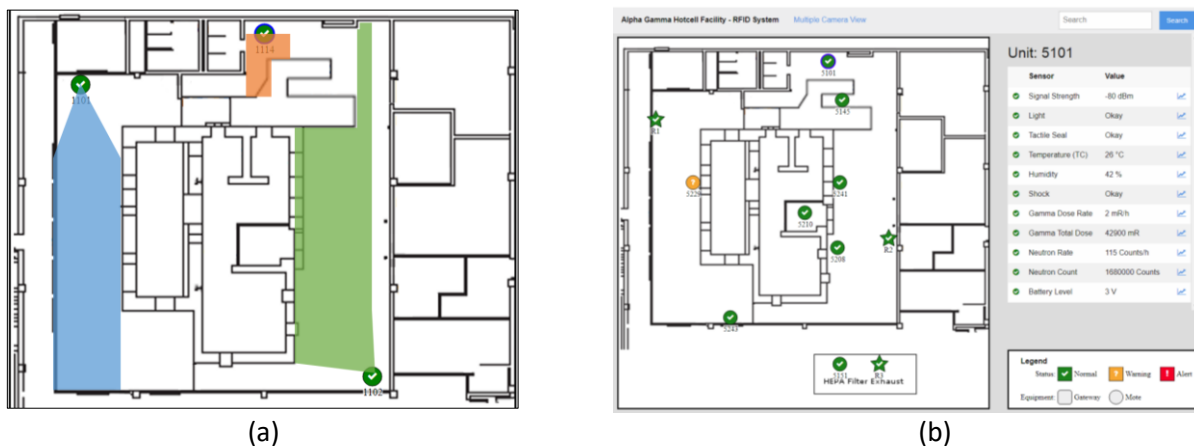 1114
1101
1102
(a)
Alpha Gamma Hotcell Facility - RFID System Multiple Camera View Search Search
Unit: 5101
Sensor Value
Signal Strength -80 dBm
Light Okay
Tactile Seal Okay
Temperature (TC) 26 °C
Humidity 42 %
Shock Okay
Gamma Dose Rate 2 mR/h
Gamma Total Dose 42900 mR
Neutron Rate 115 Counts/h
Neutron Count 1680000 Counts
Battery Level 3 V
5101
5145
R1
5229
5241
5210
R2
5208
5243
5151 R3
HEPA Filter Exhaust
Legend
Status: Normal ? Warning ! Alert
Equipment: Gateway Mote
(b)